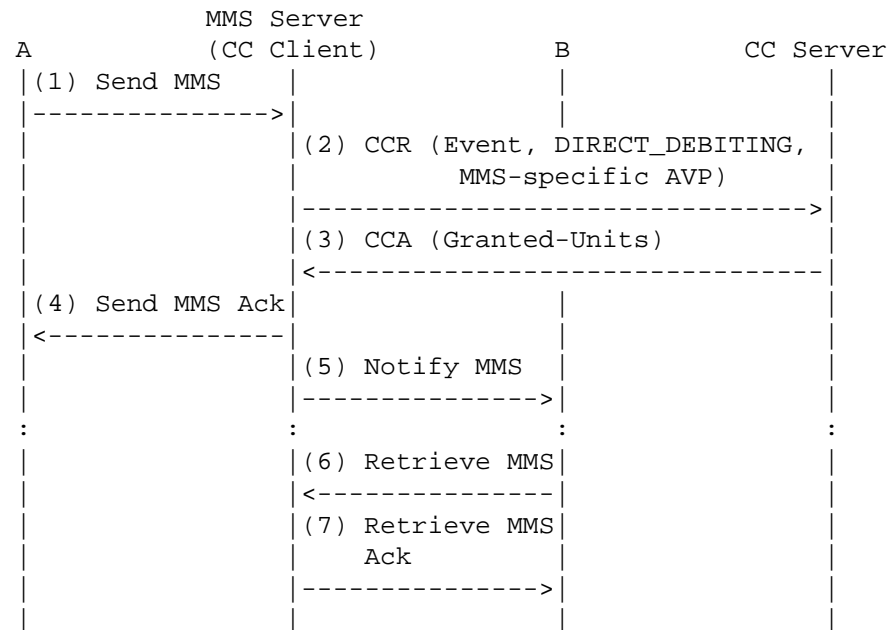 MMS Server
A (CC Client) B CC Server
(1) Send MMS
(2) CCR (Event, DIRECT_DEBITING,
MMS-specific AVP)
(3) CCA (Granted-Units)
(4) Send MMS Ack
(5) Notify MMS
(6) Retrieve MMS
(7) Retrieve MMS
Ack